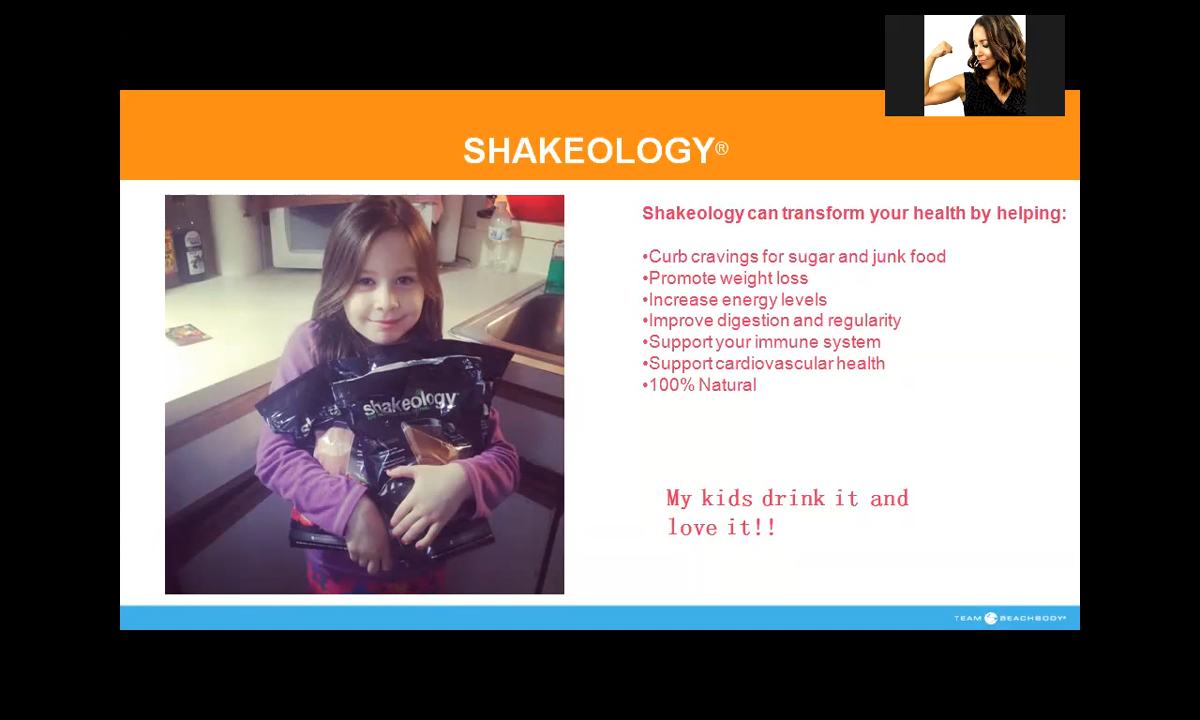 SHAKEOLOGY®
Shakeology can transform your health by helping:
•Curb cravings for sugar and junk food
•Promote weight loss
•Increase energy levels
•Improve digestion and regularity
•Support your immune system
•Support cardiovascular health
•100% Natural
shakeology
My kids drink it and
love it!!
TEAM BEACHBODY®